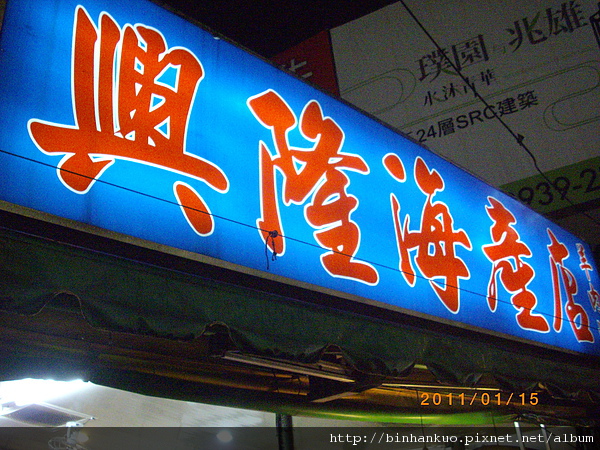 興隆海產店
璞園 兆雄
水沐青華
24層SRC建築
939-2
2011/01/15
http://binhankuo.pixnet.net/album